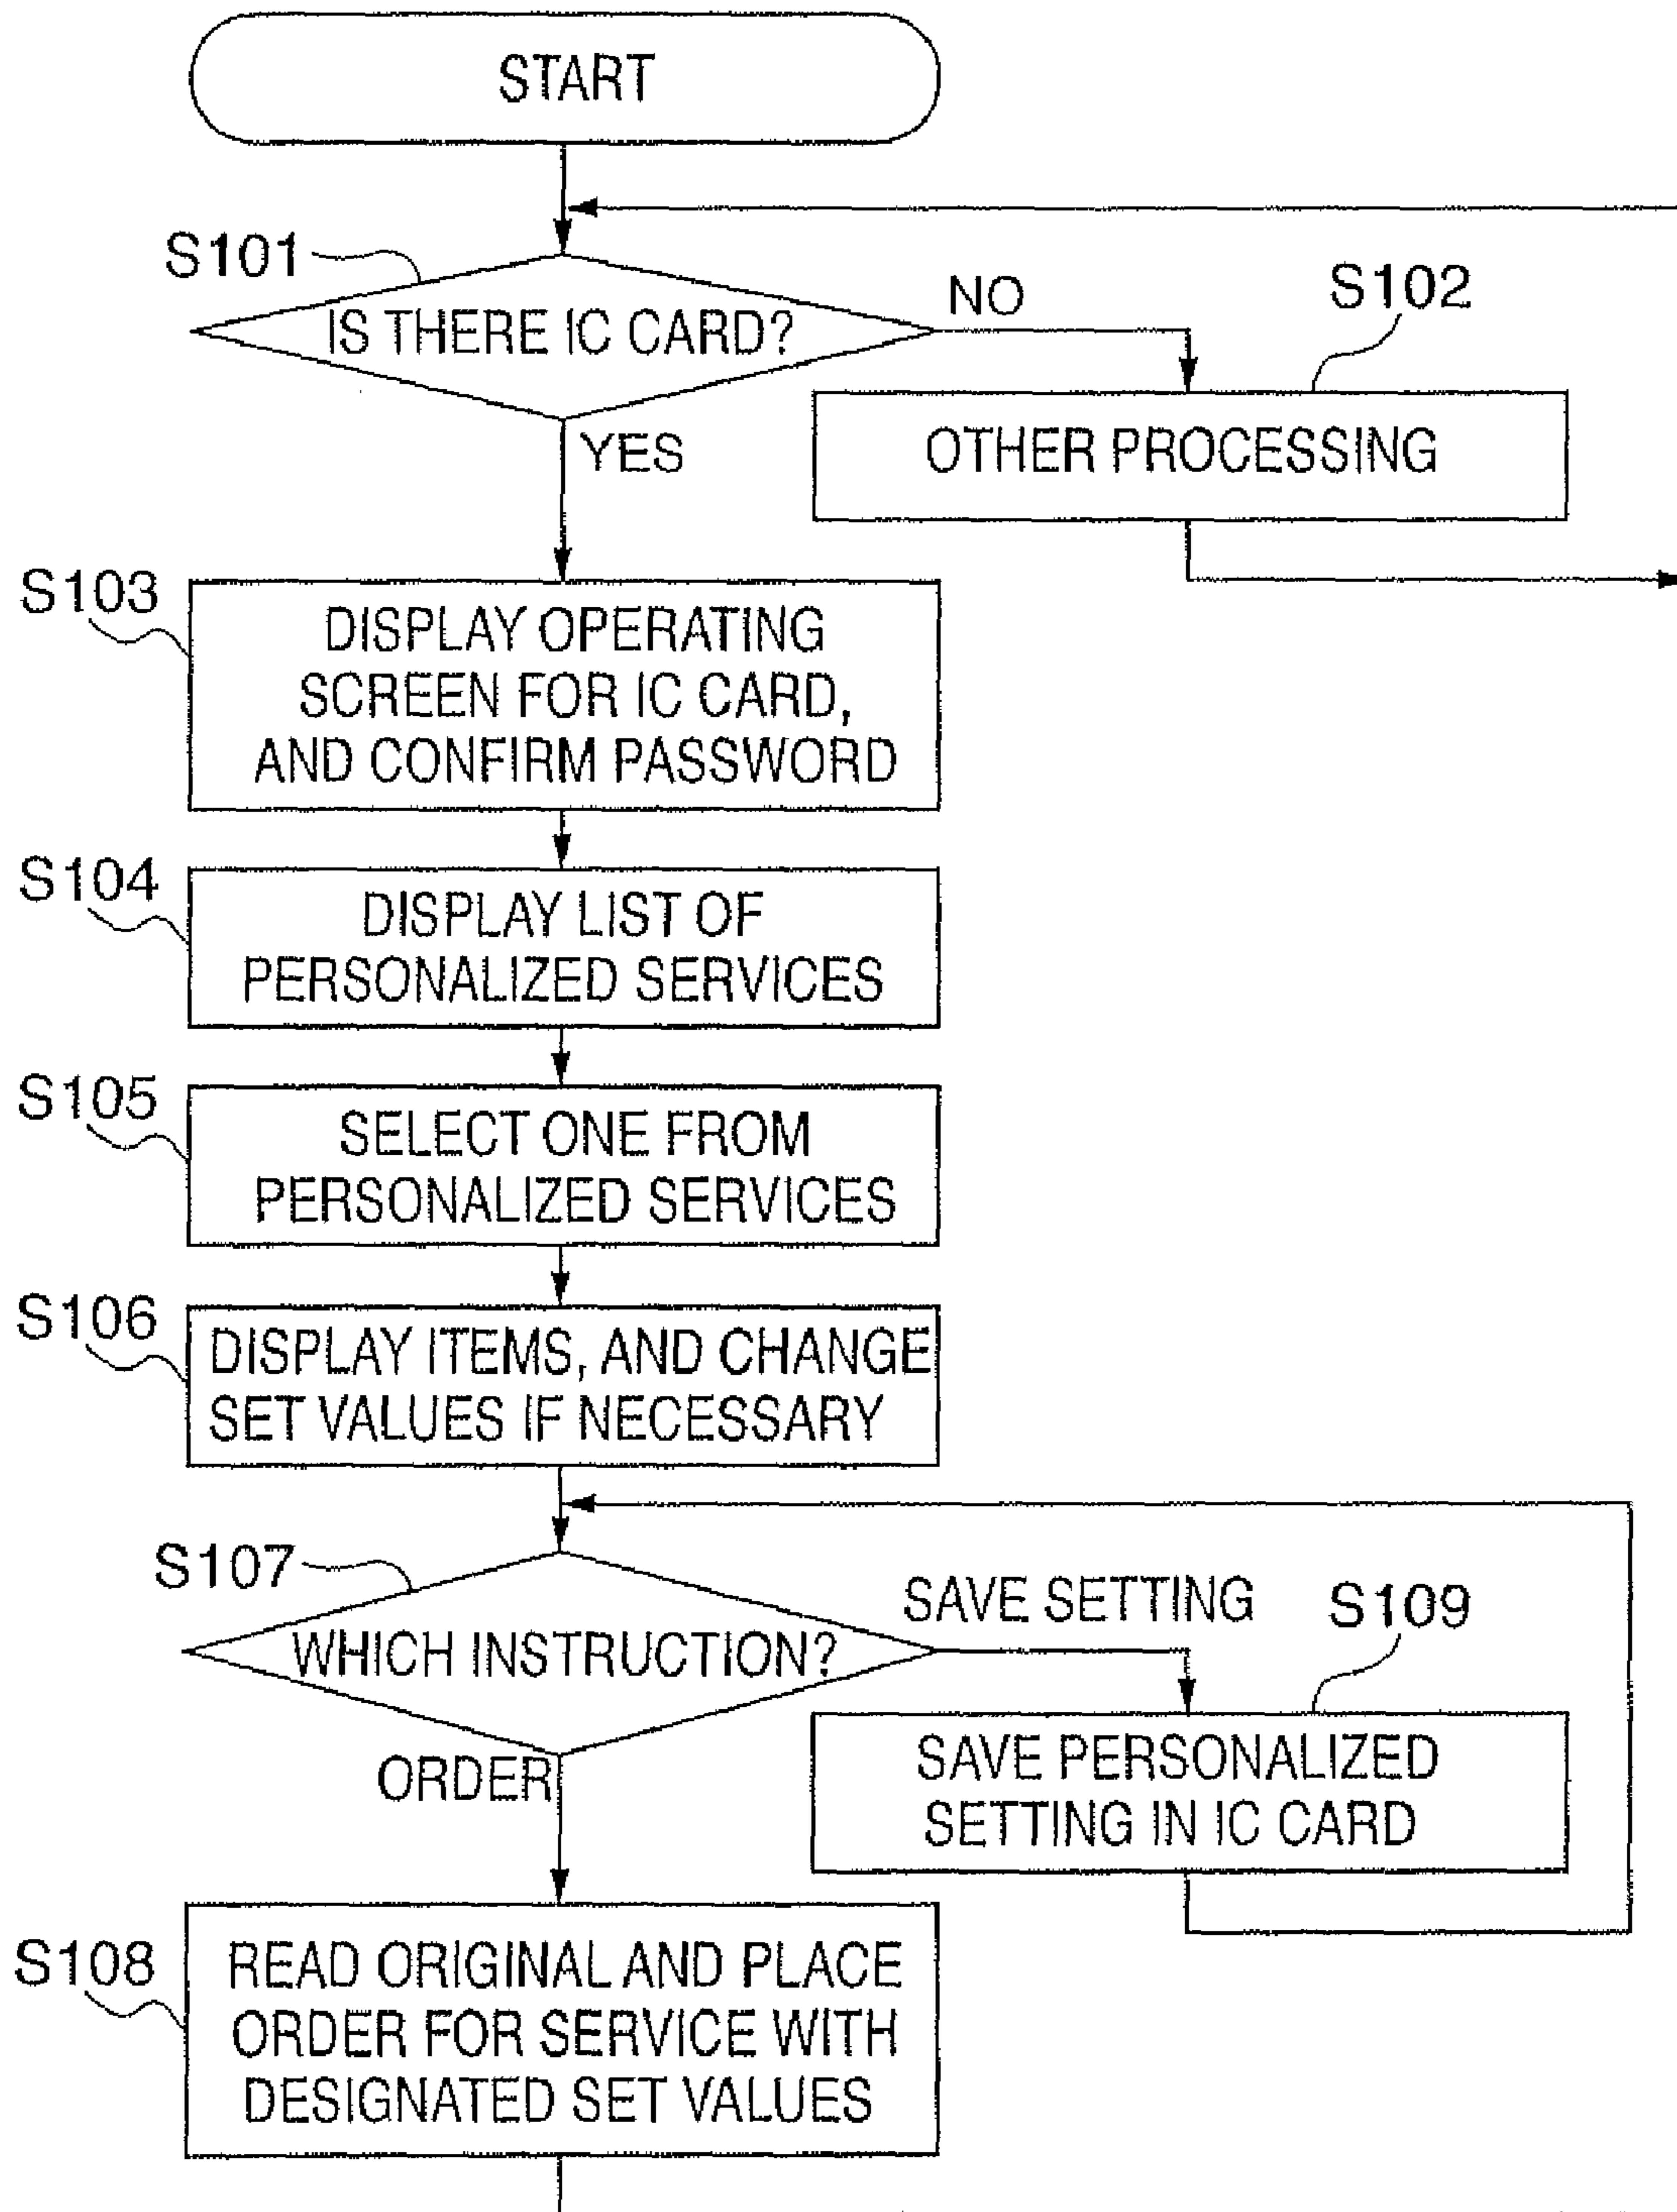 START
S101
IS THERE IC CARD?
NO
S102
YES
OTHER PROCESSING
S103
DISPLAY OPERATING
SCREEN FOR IC CARD,
AND CONFIRM PASSWORD
S104
DISPLAY LIST OF
PERSONALIZED SERVICES
S105
SELECT ONE FROM
PERSONALIZED SERVICES
S106
DISPLAY ITEMS, AND CHANGE
SET VALUES IF NECESSARY
S107
WHICH INSTRUCTION?
SAVE SETTING
S109
ORDER
SAVE PERSONALIZED
SETTING IN IC CARD
S108
READ ORIGINAL AND PLACE
ORDER FOR SERVICE WITH
DESIGNATED SET VALUES